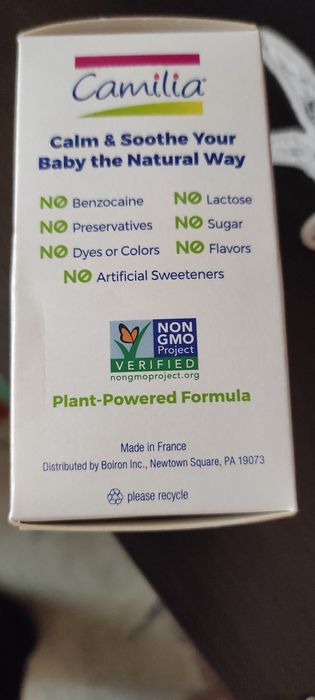 Camilia
Calm & Soothe Your
Baby the Natural Way
NO Benzocaine NO Lactose
NO Preservatives NO Sugar
NO Dyes or Colors NO Flavors
NO Artificial Sweeteners
NON
GMO
Project
VERIFIED
nongmoproject.org
Plant-Powered Formula
Made in France
Distributed by Boiron Inc., Newtown Square, PA 19073
please recycle